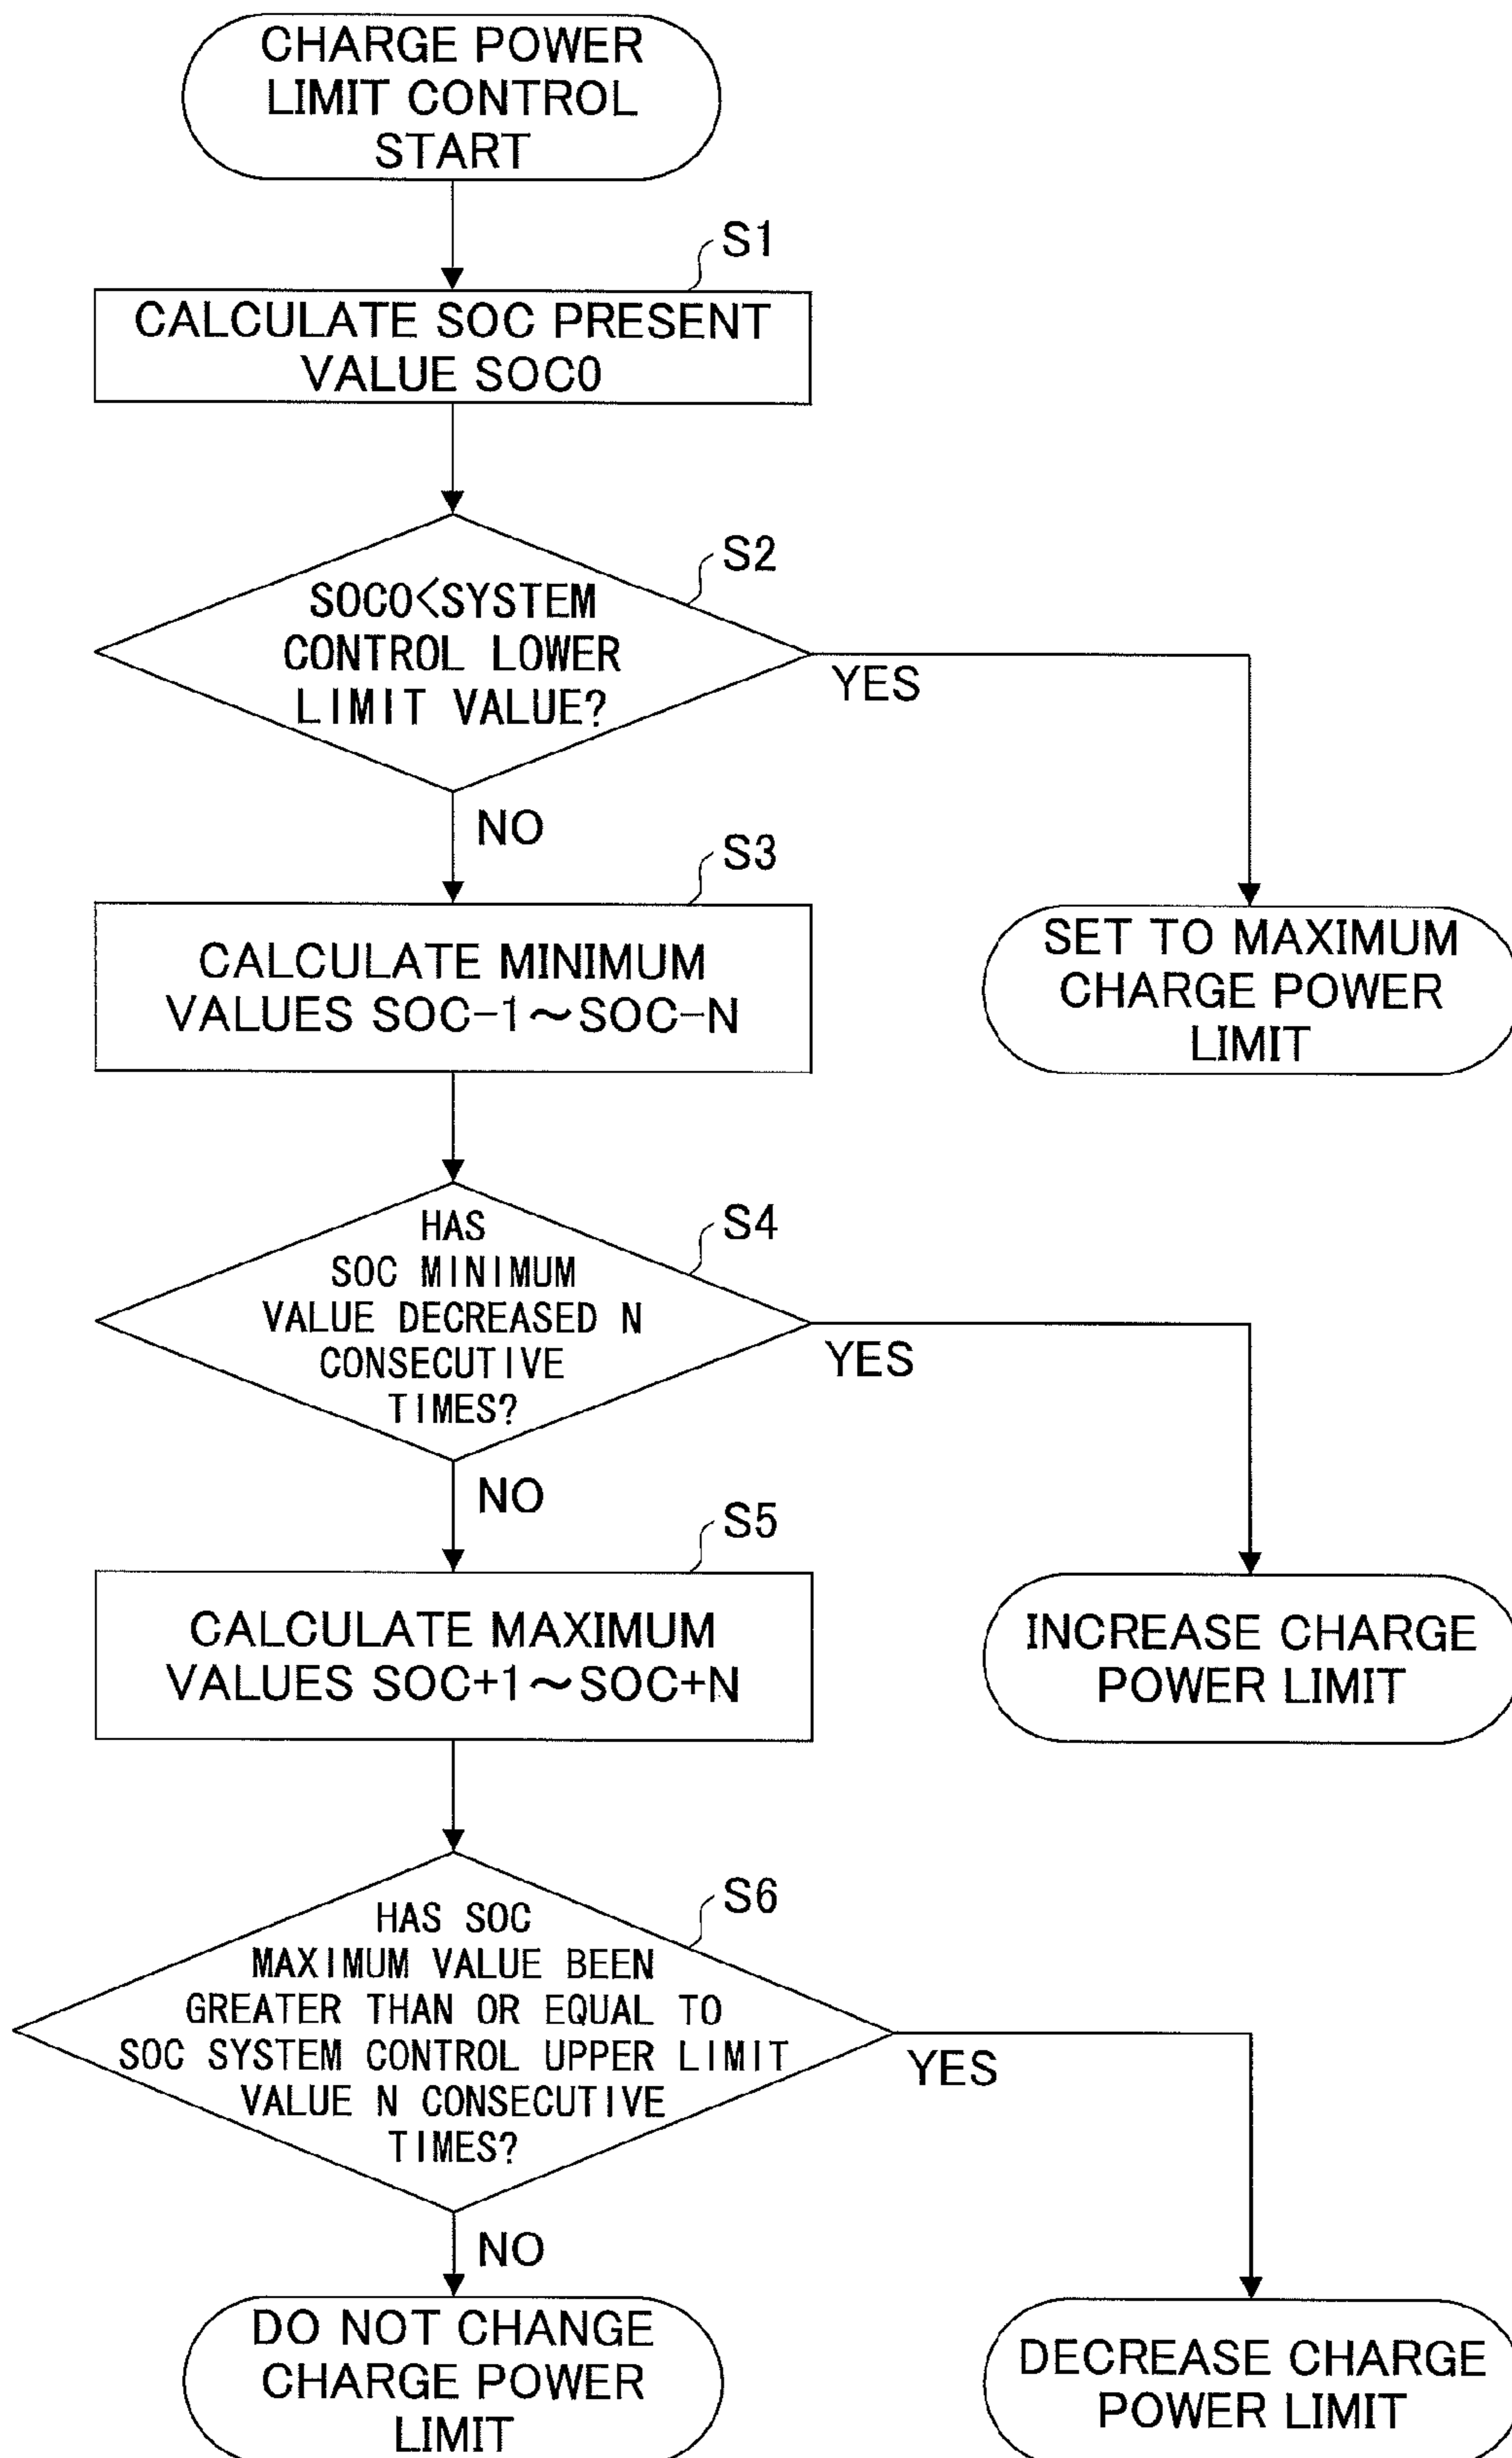 CHARGE POWER
LIMIT CONTROL
START
S1
CALCULATE SOC PRESENT
VALUE SOC0
S2
SOC0<SYSTEM
CONTROL LOWER
LIMIT VALUE?
YES
NO
S3
CALCULATE MINIMUM
VALUES SOC-1~SOC-N
SET TO MAXIMUM
CHARGE POWER
LIMIT
S4
HAS
SOC MINIMUM
VALUE DECREASED N
CONSECUTIVE
TIMES?
YES
NO
S5
CALCULATE MAXIMUM
VALUES SOC+1~SOC+N
INCREASE CHARGE
POWER LIMIT
S6
HAS SOC
MAXIMUM VALUE BEEN
GREATER THAN OR EQUAL TO
SOC SYSTEM CONTROL UPPER LIMIT
VALUE N CONSECUTIVE
TIMES?
YES
NO
DO NOT CHANGE
CHARGE POWER
LIMIT
DECREASE CHARGE
POWER LIMIT